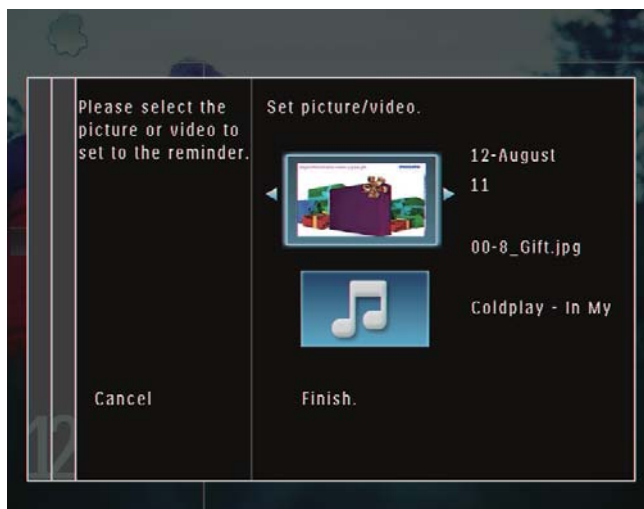 Please select the
picture or video to
set to the reminder.
Set picture/video.
12-August
11
00-8_Gift.jpg
Coldplay - In My
Cancel
Finish.
12